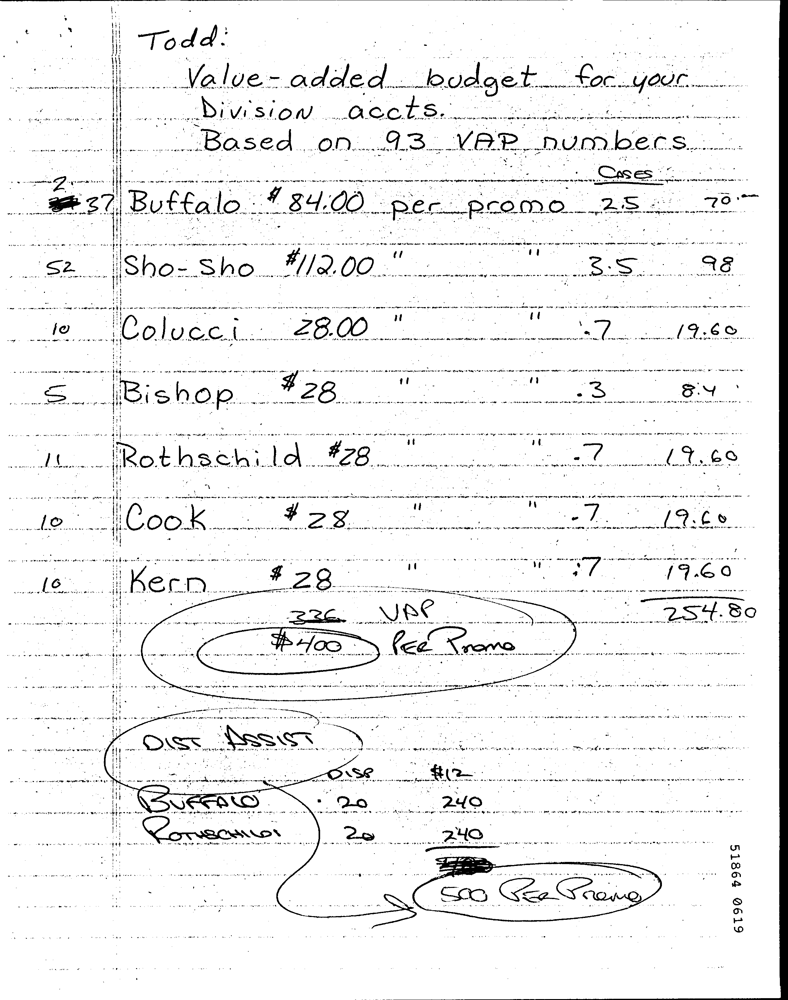 Todd:
Value-added budget for your
Division accts.
Based on 93 VAP numbers
CASES
2
37 Buffalo $84.00 per promo 2.5 70.—
52 Sho-Sho $112.00 " " 3.5 98
10 Colucci 28.00 " " .7 19.60
5 Bishop $28 " " .3 8.4
11 Rothschild #28 " " .7 19.60
10 Cook $28 " " .7 19.60
10 Kern $28 " " .7 19.60
336 VAP 254.80
$400 PER Promo
DIST ASSIST
DISP $12
BUFFALO 20 240
ROTHSCHILD 20 240
500 PER Promo
51864 0619